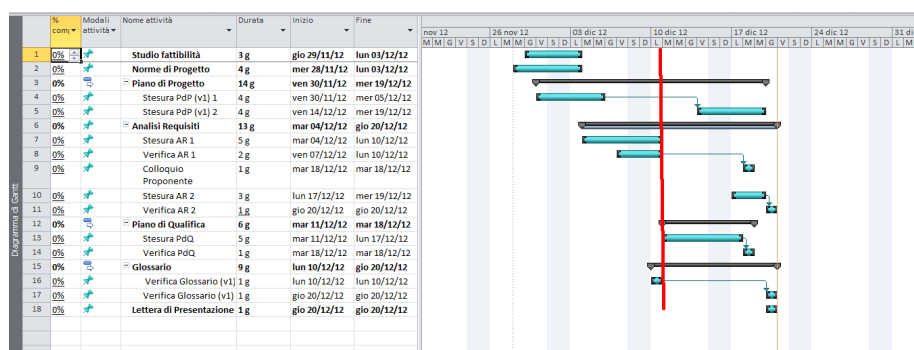 % Modali Nome attività Durata Inizio Fine
comp attività
nov 12 26 nov 12 03 dic 12 10 dic 12 17 dic 12 24 dic 12 31 di
M M G V S D L M M G V S D L M M G V S D L M M G V S D L M M G V S D L M M G V S D L M
1 0% Studio fattibilità 3 g gio 29/11/12 lun 03/12/12
2 0% Norme di Progetto 4 g mer 28/11/12 lun 03/12/12
3 0% Piano di Progetto 14 g ven 30/11/12 mer 19/12/12
4 0% Stesura PdP (v1) 1 4 g ven 30/11/12 mer 05/12/12
5 0% Stesura PdP (v1) 2 4 g ven 14/12/12 mer 19/12/12
6 0% Analisi Requisiti 13 g mar 04/12/12 gio 20/12/12
7 0% Stesura AR 1 5 g mar 04/12/12 lun 10/12/12
8 0% Verifica AR 1 2 g ven 07/12/12 lun 10/12/12
9 0% Colloquio 1 g mar 18/12/12 mar 18/12/12
Proponente
10 0% Stesura AR 2 3 g lun 17/12/12 mer 19/12/12
11 0% Verifica AR 2 1 g gio 20/12/12 gio 20/12/12
12 0% Piano di Qualifica 6 g mar 11/12/12 mar 18/12/12
13 0% Stesura PdQ 5 g mar 11/12/12 lun 17/12/12
14 0% Verifica PdQ 1 g mar 18/12/12 mar 18/12/12
15 0% Glossario 9 g lun 10/12/12 gio 20/12/12
16 0% Verifica Glossario (v1) 1 g lun 10/12/12 lun 10/12/12
17 0% Verifica Glossario (v1) 1 g gio 20/12/12 gio 20/12/12
18 0% Lettera di Presentazione 1 g gio 20/12/12 gio 20/12/12
Diagramma di Gantt